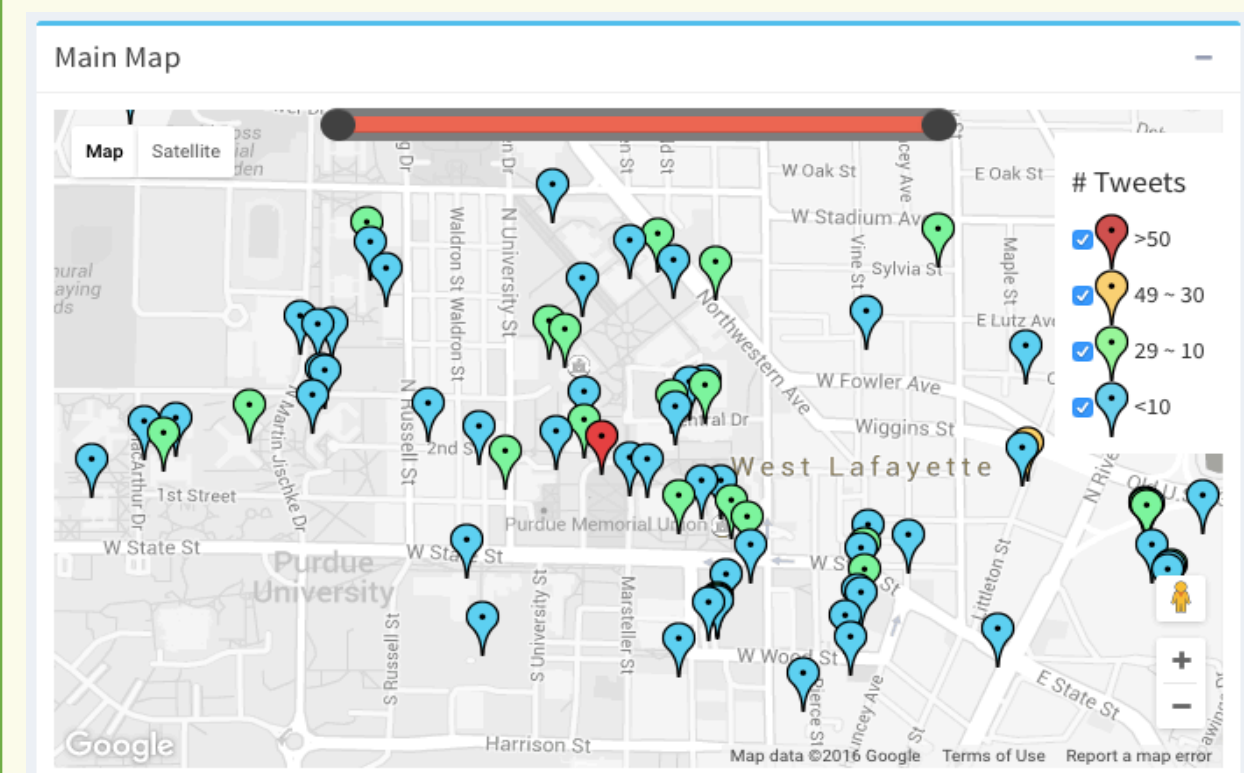 Main Map
Map
Satellite
# Tweets
>50
49 ~ 30
29 ~ 10
<10
W Oak St
E Oak St
W Stadium Ave
Sylvia St
Vine St
Maple St
E Lutz Ave
Waldron St
Waldron St
N University St
Northwestern Ave
W Fowler Ave
Wiggins St
N Russell St
N Martin Jischke Dr
2nd St
1st Street
West Lafayette
Purdue Memorial Union
W State St
W State St
Purdue
University
Littleton St
S University St
Marsteller St
S Russell St
W Wood St
Pierce St
E State St
Harrison St
Google
Map data ©2016 Google
Terms of Use
Report a map error